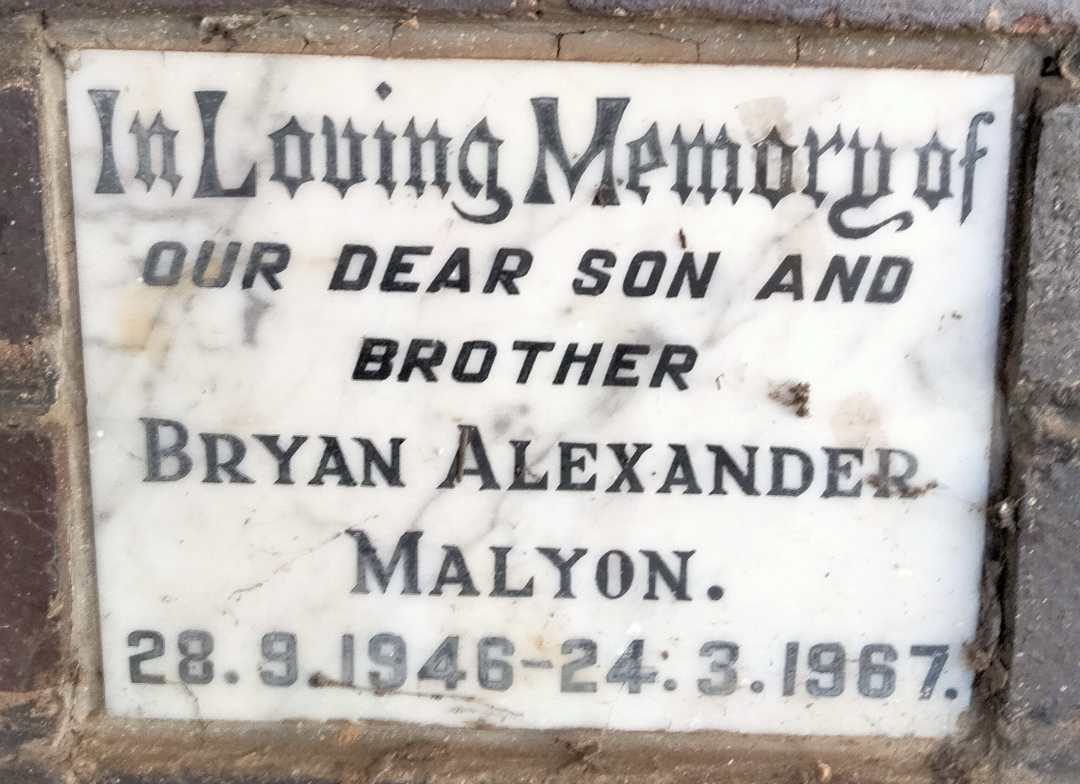 In Loving Memory of
OUR DEAR SON AND
BROTHER
BRYAN ALEXANDER
MALYON.
28.9.1946-24.3.1967.